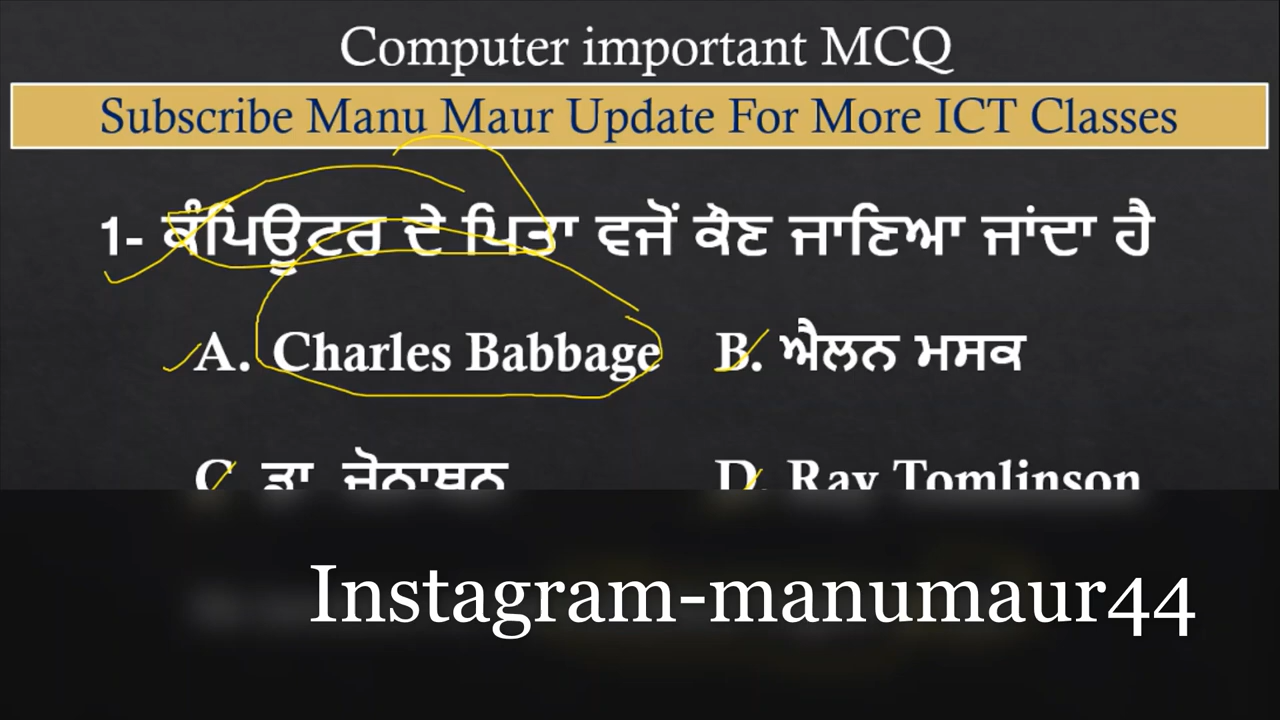 Computer important MCQ
Subscribe Manu Maur Update For More ICT Classes
1- ਕੰਪਿਊਟਰ ਦੇ ਪਿਤਾ ਵਜੋਂ ਕੌਣ ਜਾਣਿਆ ਜਾਂਦਾ ਹੈ
A. Charles Babbage B. ਐਲਨ ਮਸਕ
C ਡਾ ਜੋਨਾਥਨ D. Ray Tomlinson
Instagram-manumaur44